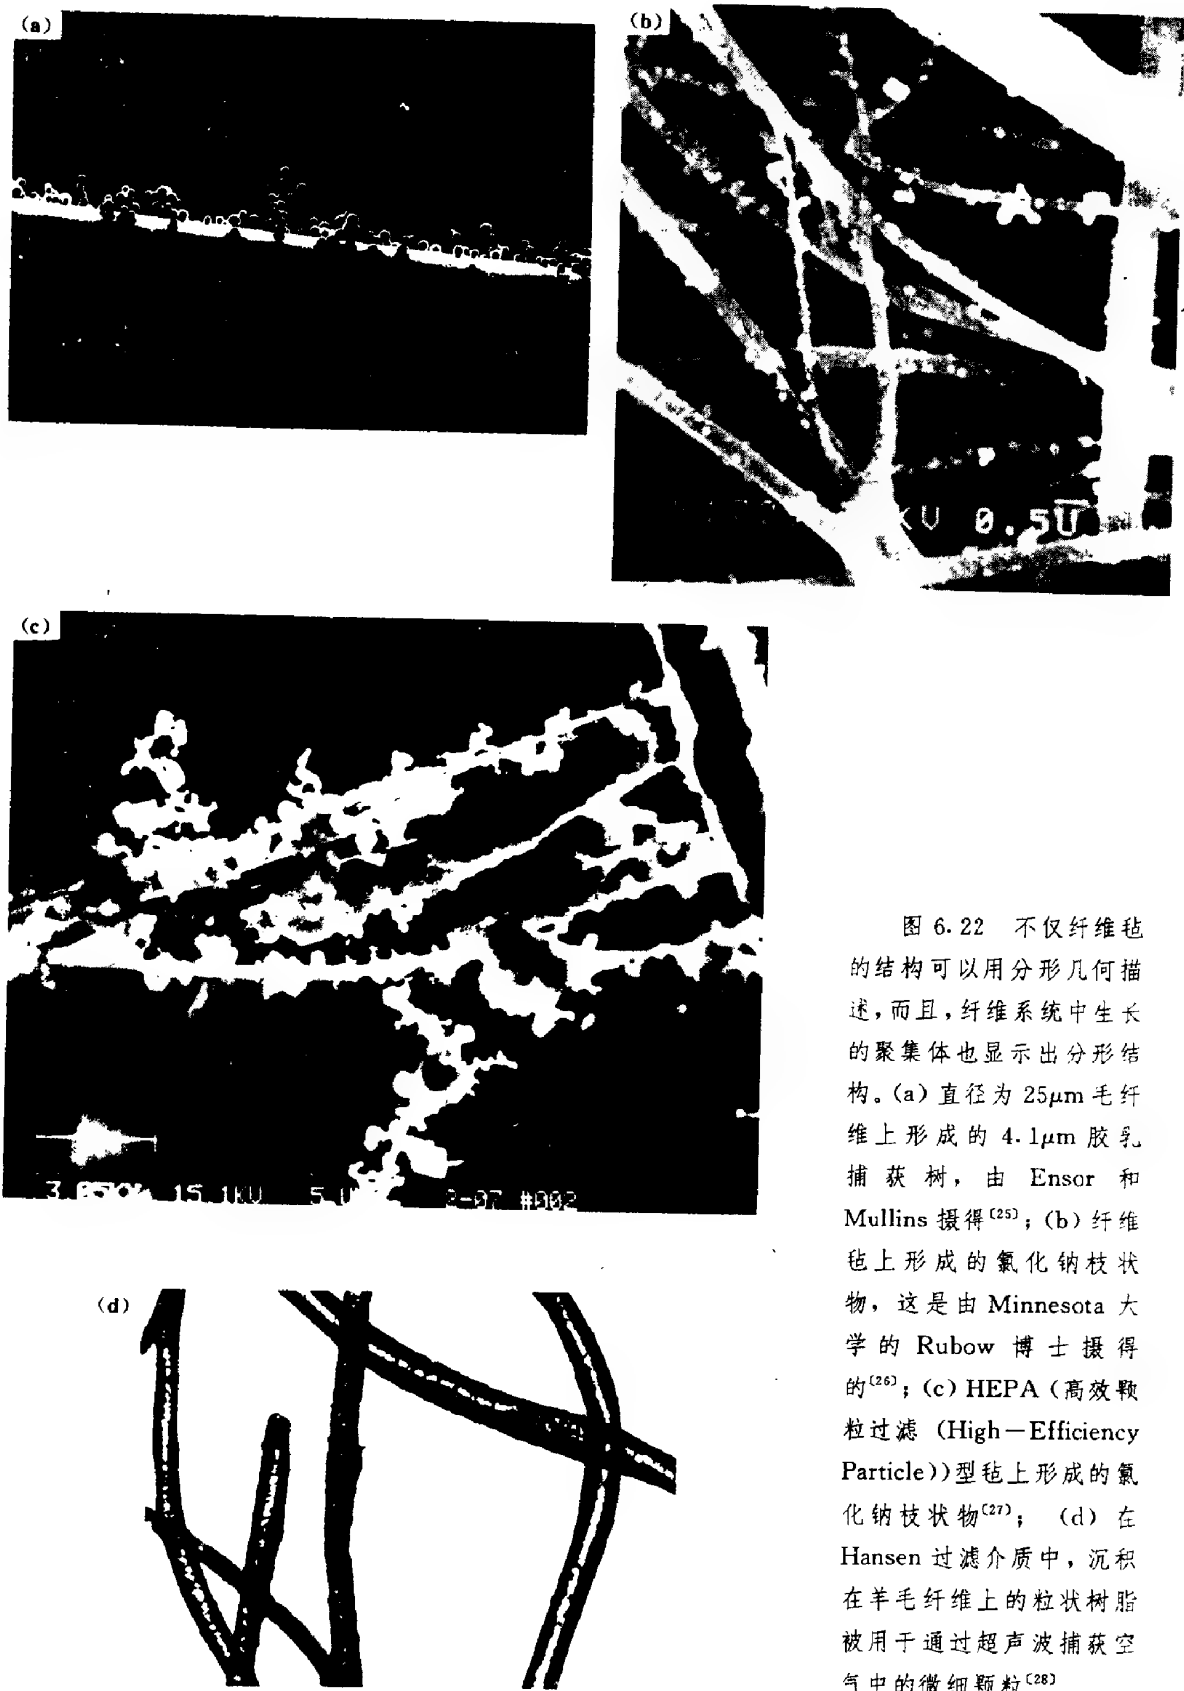 (a)
(b)
KV 0.5U
(c)
3.05KX 15.1KV 5U 2-07 #002
(d)
图 6.22 不仅纤维毡
的结构可以用分形几何描
述,而且,纤维系统中生长
的聚集体也显示出分形结
构。(a)直径为 25μm 毛纤
维上形成的 4.1μm 胶乳
捕获树，由 Ensor 和
Mullins 摄得〔25〕；(b)纤维
毡上形成的氯化钠枝状
物，这是由 Minnesota 大
学的 Rubow 博士摄得
的〔26〕；(c)HEPA（高效颗
粒过滤 (High-Efficiency
Particle))型毡上形成的氯
化钠枝状物〔27〕；(d) 在
Hansen 过滤介质中，沉积
在羊毛纤维上的粒状树脂
被用于通过超声波捕获空
气中的微细颗粒〔28〕